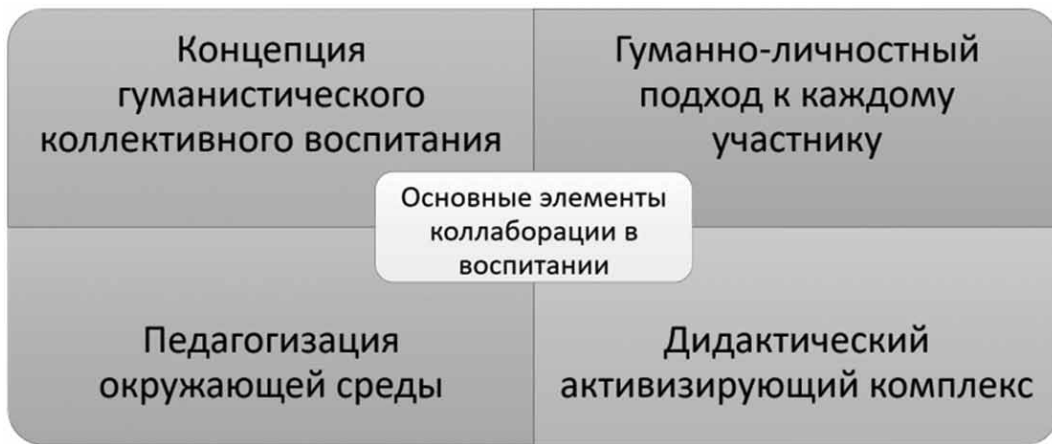 Концепция
гуманистического
коллективного воспитания
Гуманно-личностный
подход к каждому
участнику
Основные элементы
коллаборации в
воспитании
Педагогизация
окружающей среды
Дидактический
активизирующий комплекс